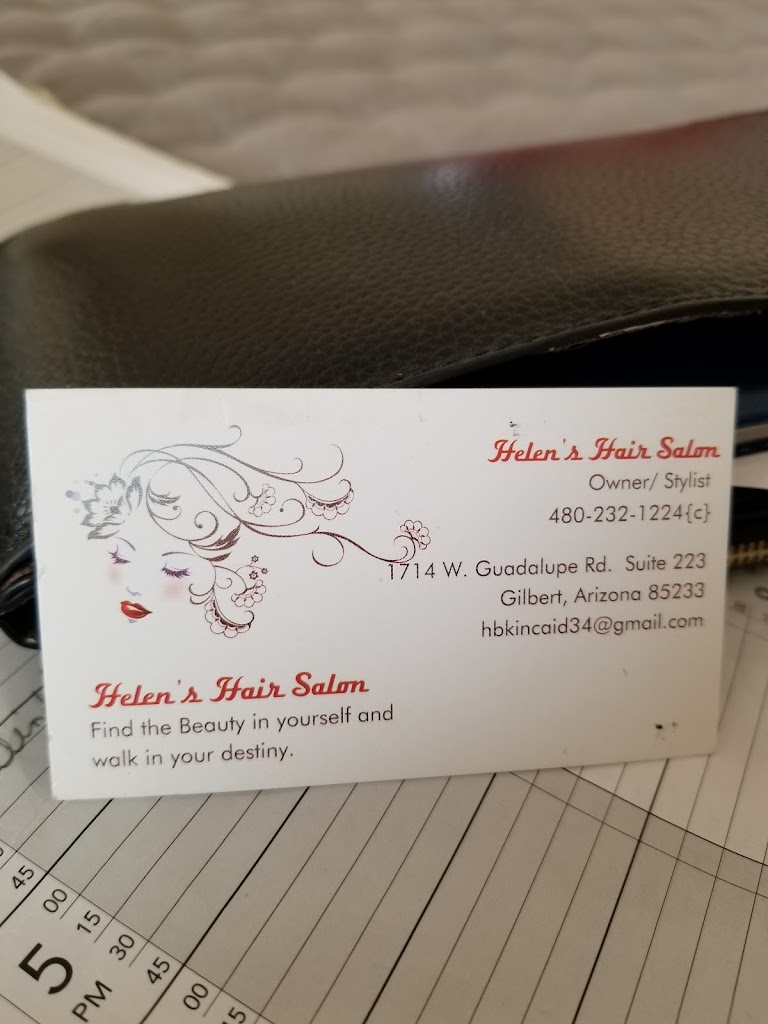 Helen's Hair Salon
Owner/ Stylist
480-232-1224{c}
1714 W. Guadalupe Rd. Suite 223
Gilbert, Arizona 85233
hbkincaid34@gmail.com
Helen's Hair Salon
Find the Beauty in yourself and
walk in your destiny.
45
00
15
30
45
00
15
5
PM